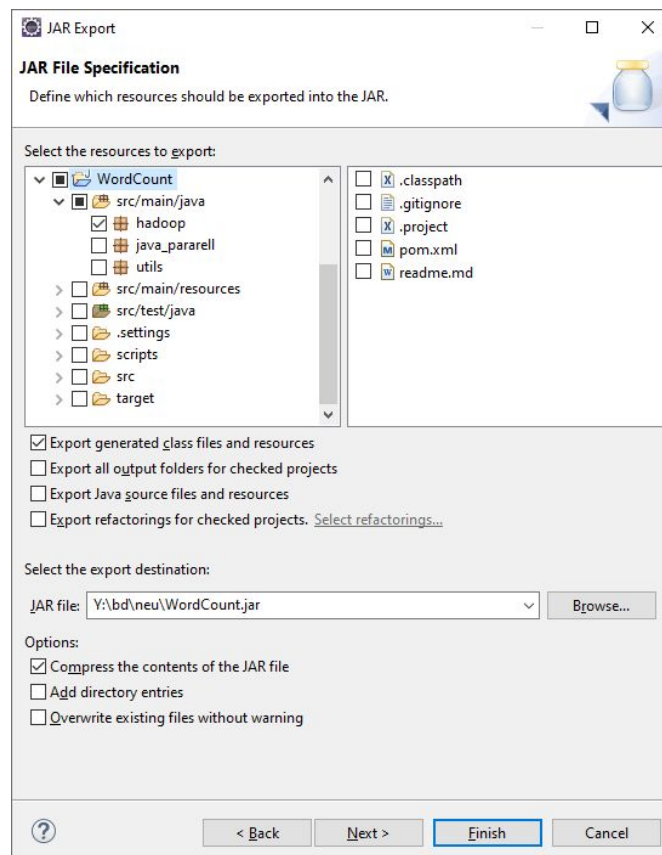 JAR Export
JAR File Specification
Define which resources should be exported into the JAR.
Select the resources to export:
WordCount
src/main/java
hadoop
java_pararell
utils
src/main/resources
src/test/java
.settings
scripts
src
target
.classpath
.gitignore
.project
pom.xml
readme.md
Export generated class files and resources
Export all output folders for checked projects
Export Java source files and resources
Export refactorings for checked projects. Select refactorings...
Select the export destination:
JAR file: Y:\bd\neu\WordCount.jar Browse...
Options:
Compress the contents of the JAR file
Add directory entries
Overwrite existing files without warning
? < Back Next > Finish Cancel